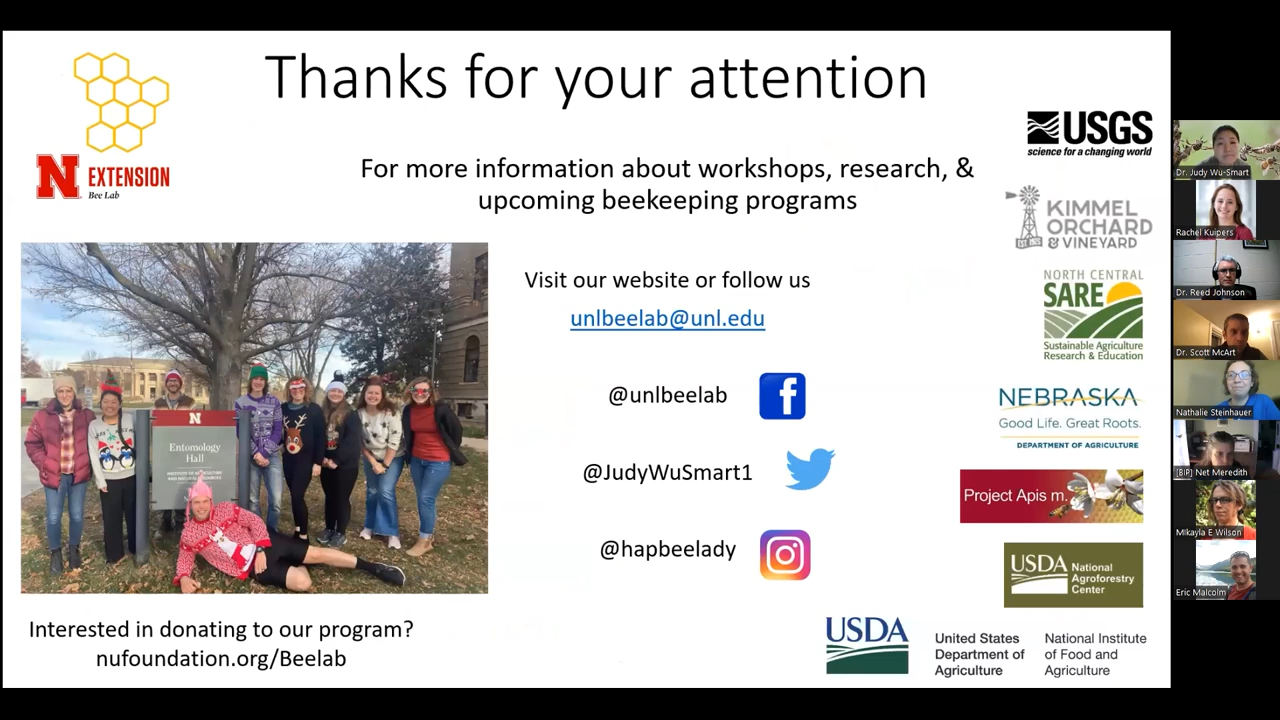 Thanks for your attention
N EXTENSION
Bee Lab
For more information about workshops, research, &
upcoming beekeeping programs
Visit our website or follow us
unlbeelab@unl.edu
@unlbeelab
@JudyWuSmart1
@hapbeelady
N
Entomology
Hall
Interested in donating to our program?
nufoundation.org/Beelab
USGS
science for a changing world
KIMMEL
ORCHARD
& VINEYARD
NORTH CENTRAL
SARE
Sustainable Agriculture
Research & Education
NEBRASKA
Good Life. Great Roots.
DEPARTMENT OF AGRICULTURE
Project Apis m.
USDA National
Agroforestry
Center
USDA
United States
Department of
Agriculture
National Institute
of Food and
Agriculture
Dr. Judy Wu-Smart
Rachel Kuipers
Dr. Reed Johnson
Dr. Scott McArt
Nathalie Steinhauer
[BIP] Net Meredith
Mikayla E Wilson
Eric Malcolm